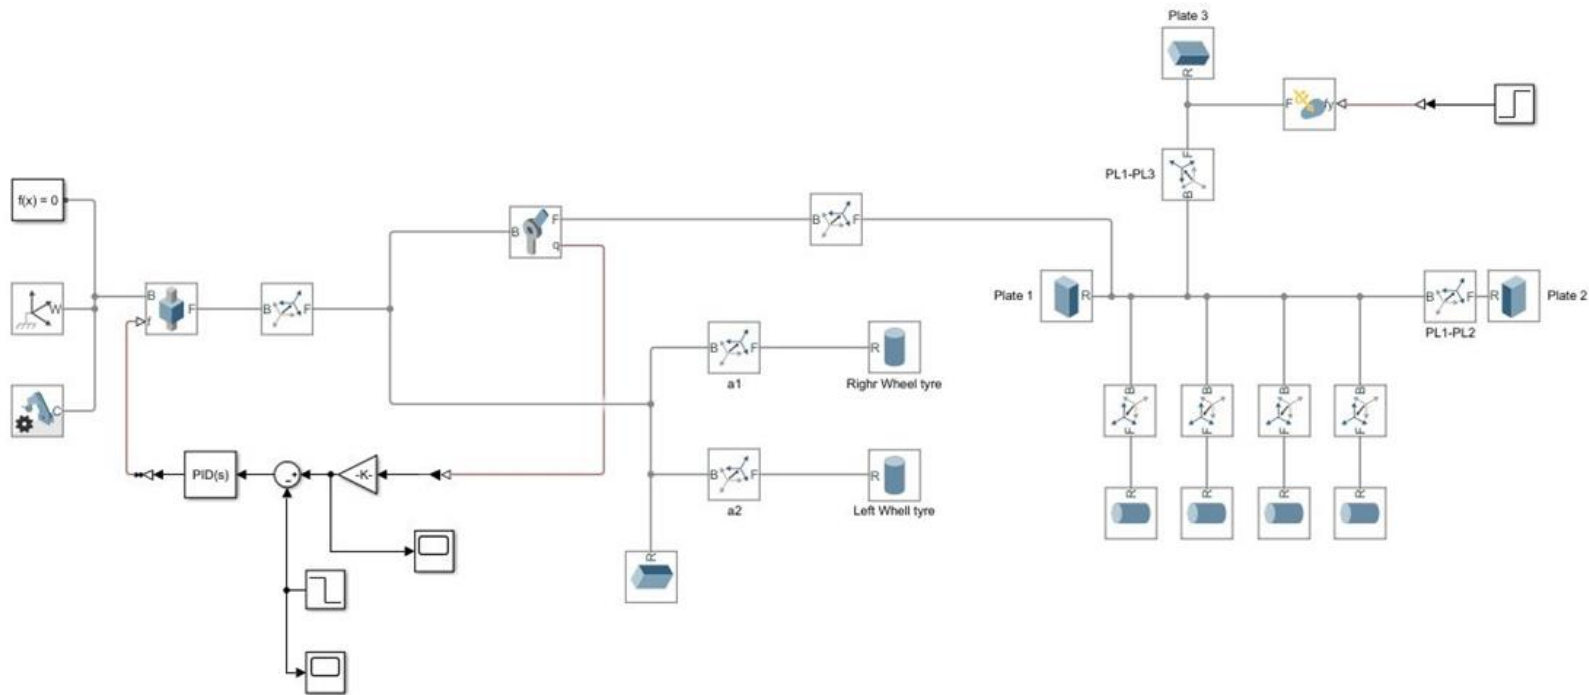 Plate 3
R
F
fy
F
PL1-PL3
B
f(x) = 0
B
F
q
B
F
W
B
F
f
B
F
Plate 1
R
B
F
R
Plate 2
PL1-PL2
B
F
R
a1
Righr Wheel tyre
C
B
B
B
B
F
F
F
F
PID(s)
-
-K-
B
F
R
a2
Left Whell tyre
R
R
R
R
R